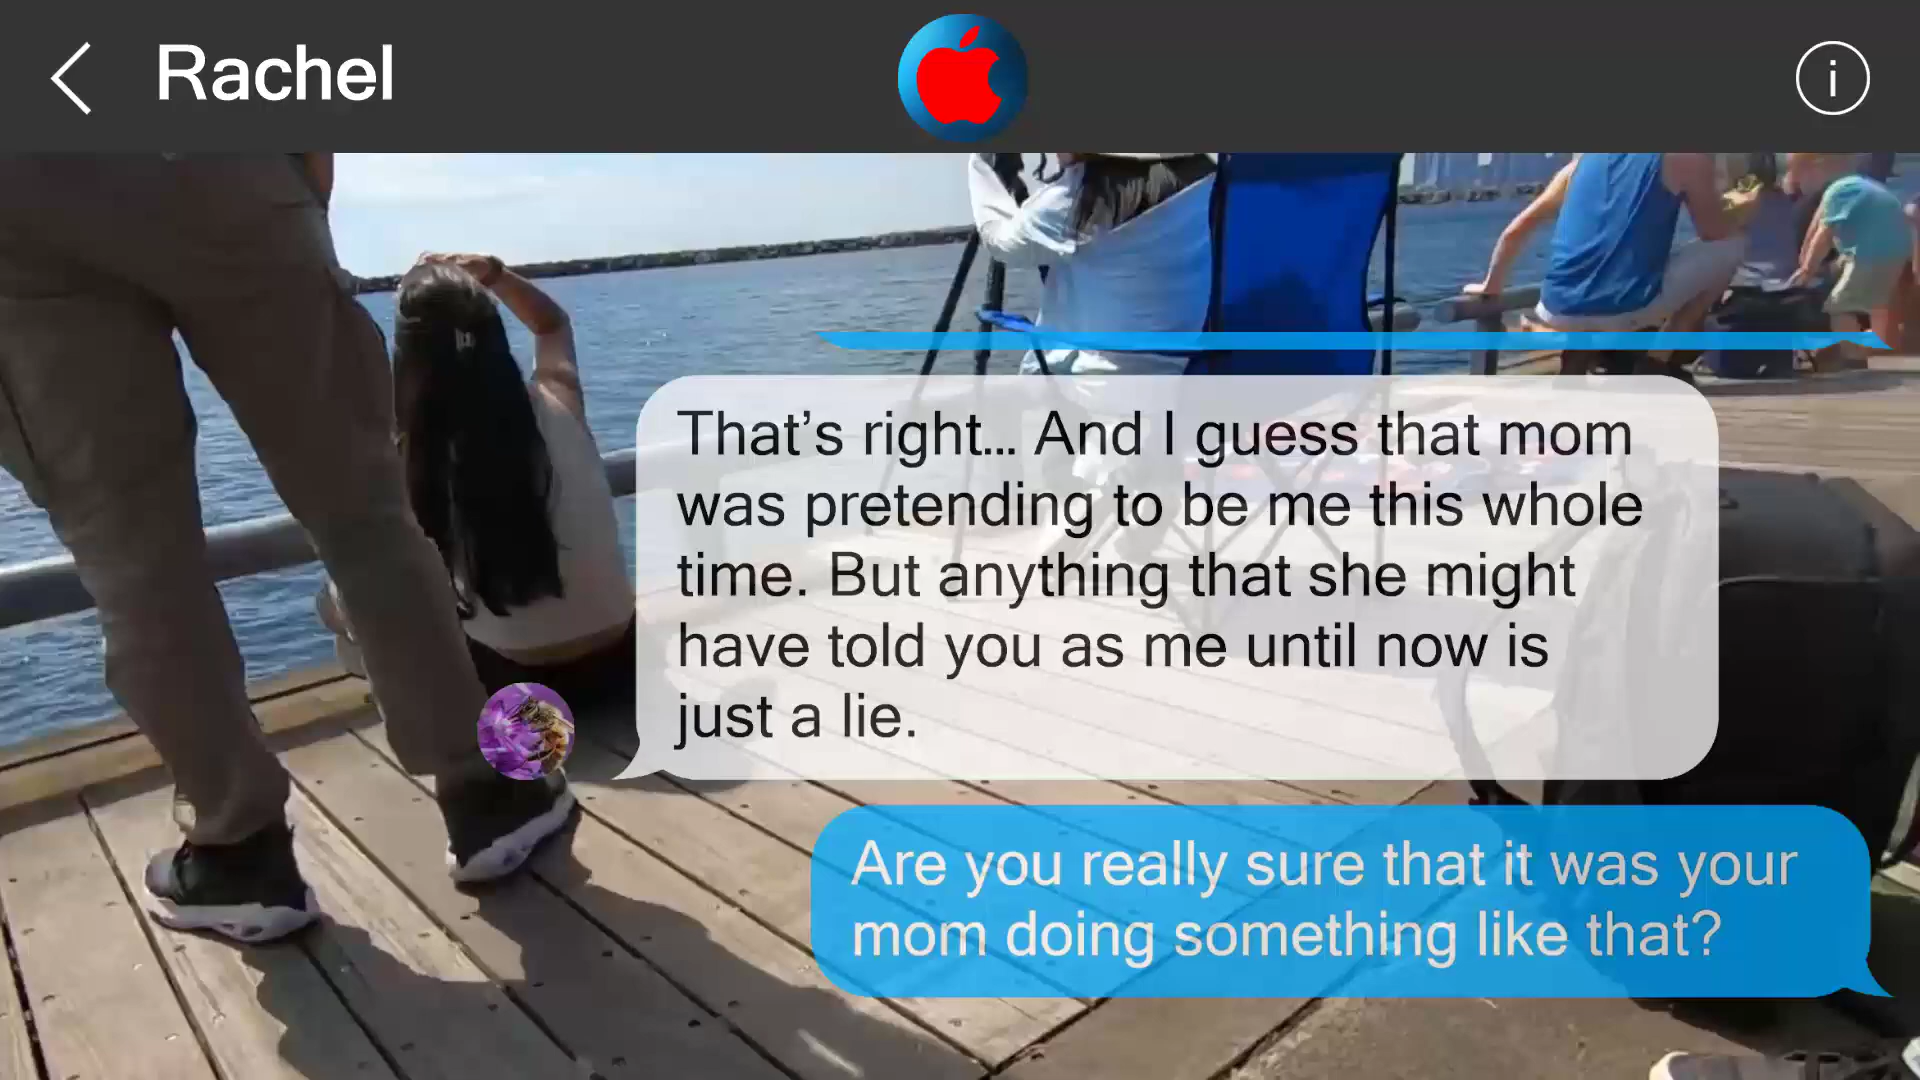 Rachel
i
That’s right... And I guess that mom
was pretending to be me this whole
time. But anything that she might
have told you as me until now is
just a lie.
Are you really sure that it was your
mom doing something like that?